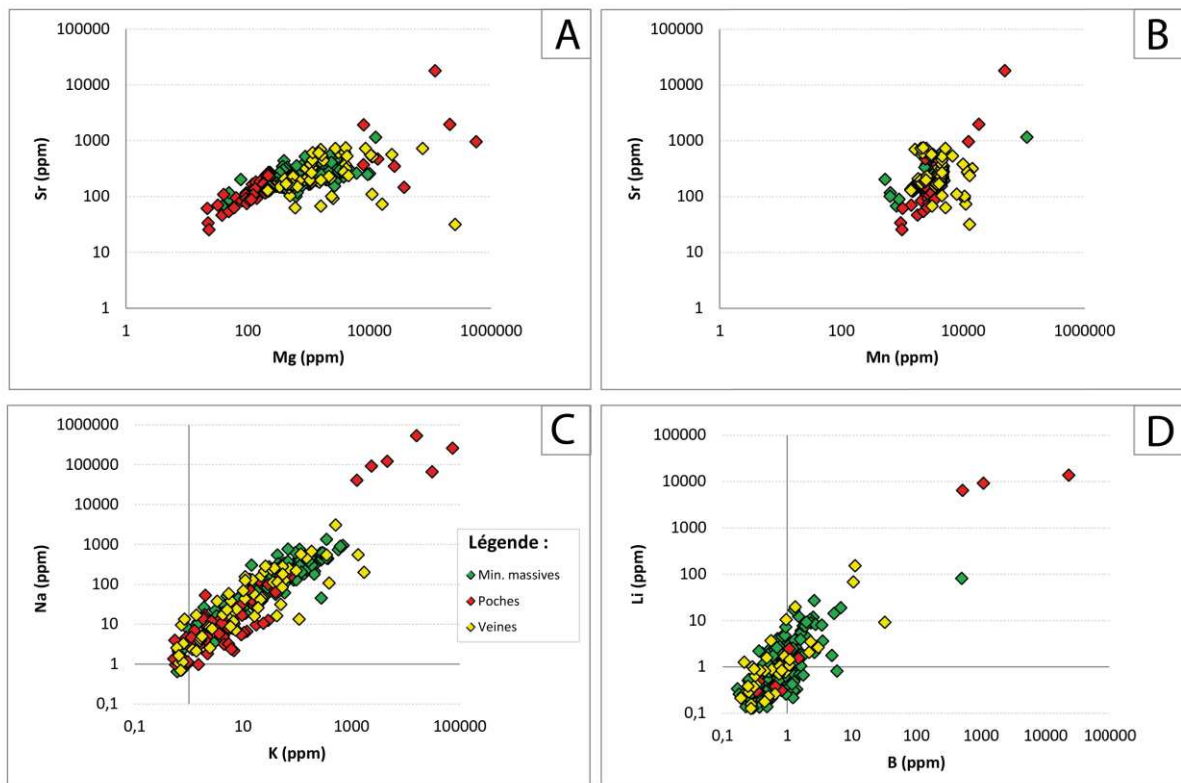 A
100000
10000
1000
100
10
1
Sr (ppm)
1 100 10000 1000000
Mg (ppm)
B
100000
10000
1000
100
10
1
Sr (ppm)
1 100 10000 1000000
Mn (ppm)
C
1000000
100000
10000
1000
100
10
1
0,1
Na (ppm)
0,1 10 1000 100000
K (ppm)
Légende :
Min. massives
Poches
Veines
D
100000
10000
1000
100
10
1
0,1
Li (ppm)
0,1 1 10 100 1000 10000 100000
B (ppm)